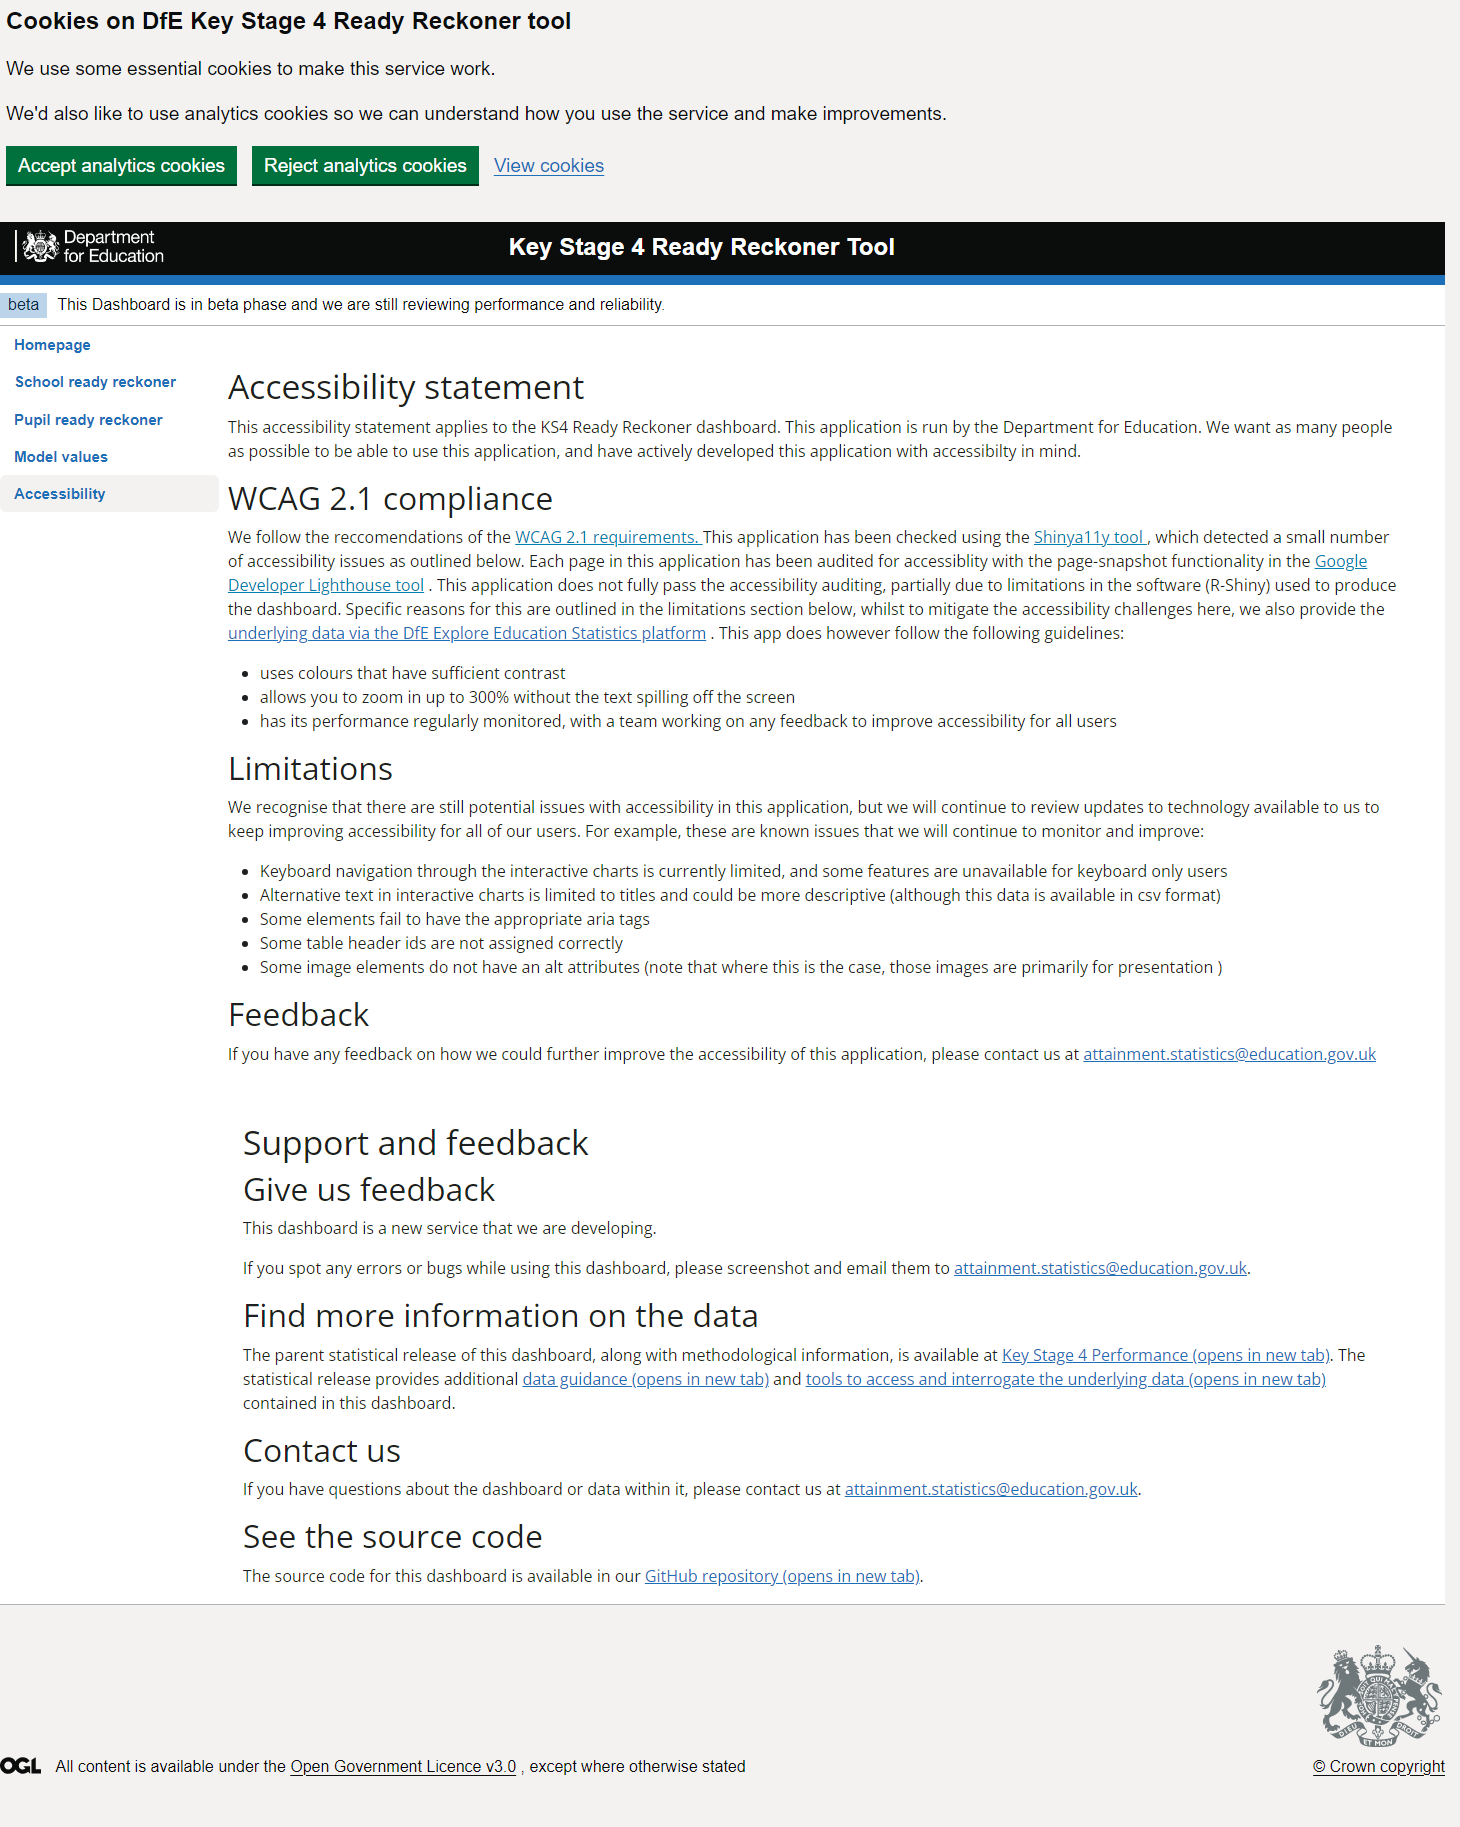 Cookies on DfE Key Stage 4 Ready Reckoner tool
We use some essential cookies to make this service work.
We'd also like to use analytics cookies so we can understand how you use the service and make improvements.
Accept analytics cookies Reject analytics cookies View cookies
Department
for Education
Key Stage 4 Ready Reckoner Tool
beta This Dashboard is in beta phase and we are still reviewing performance and reliability.
Homepage
School ready reckoner
Pupil ready reckoner
Model values
Accessibility
Accessibility statement
This accessibility statement applies to the KS4 Ready Reckoner dashboard. This application is run by the Department for Education. We want as many people
as possible to be able to use this application, and have actively developed this application with accessibilty in mind.
WCAG 2.1 compliance
We follow the reccomendations of the WCAG 2.1 requirements. This application has been checked using the Shinya11y tool , which detected a small number
of accessibility issues as outlined below. Each page in this application has been audited for accessiblity with the page-snapshot functionality in the Google
Developer Lighthouse tool . This application does not fully pass the accessibility auditing, partially due to limitations in the software (R-Shiny) used to produce
the dashboard. Specific reasons for this are outlined in the limitations section below, whilst to mitigate the accessibility challenges here, we also provide the
underlying data via the DfE Explore Education Statistics platform . This app does however follow the following guidelines:
• uses colours that have sufficient contrast
• allows you to zoom in up to 300% without the text spilling off the screen
• has its performance regularly monitored, with a team working on any feedback to improve accessibility for all users
Limitations
We recognise that there are still potential issues with accessibility in this application, but we will continue to review updates to technology available to us to
keep improving accessibility for all of our users. For example, these are known issues that we will continue to monitor and improve:
• Keyboard navigation through the interactive charts is currently limited, and some features are unavailable for keyboard only users
• Alternative text in interactive charts is limited to titles and could be more descriptive (although this data is available in csv format)
• Some elements fail to have the appropriate aria tags
• Some table header ids are not assigned correctly
• Some image elements do not have an alt attributes (note that where this is the case, those images are primarily for presentation )
Feedback
If you have any feedback on how we could further improve the accessibility of this application, please contact us at attainment.statistics@education.gov.uk
Support and feedback
Give us feedback
This dashboard is a new service that we are developing.
If you spot any errors or bugs while using this dashboard, please screenshot and email them to attainment.statistics@education.gov.uk.
Find more information on the data
The parent statistical release of this dashboard, along with methodological information, is available at Key Stage 4 Performance (opens in new tab). The
statistical release provides additional data guidance (opens in new tab) and tools to access and interrogate the underlying data (opens in new tab)
contained in this dashboard.
Contact us
If you have questions about the dashboard or data within it, please contact us at attainment.statistics@education.gov.uk.
See the source code
The source code for this dashboard is available in our GitHub repository (opens in new tab).
DIEU ET MON DROIT
OGL All content is available under the Open Government Licence v3.0 , except where otherwise stated
© Crown copyright